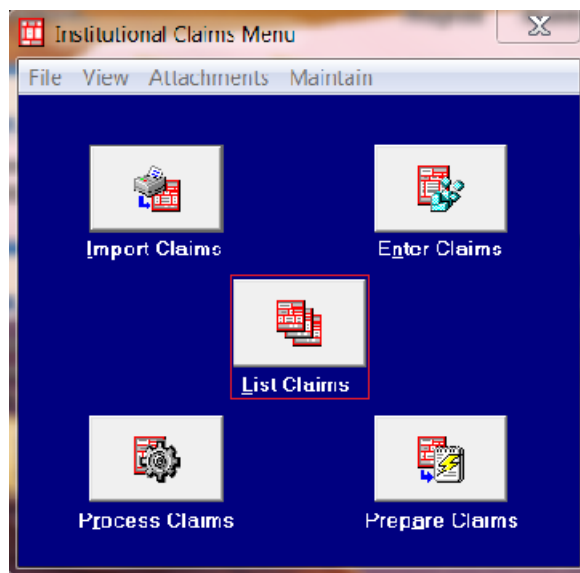 Institutional Claims Menu
File View Attachments Maintain
Import Claims Enter Claims
List Claims
Process Claims Prepare Claims